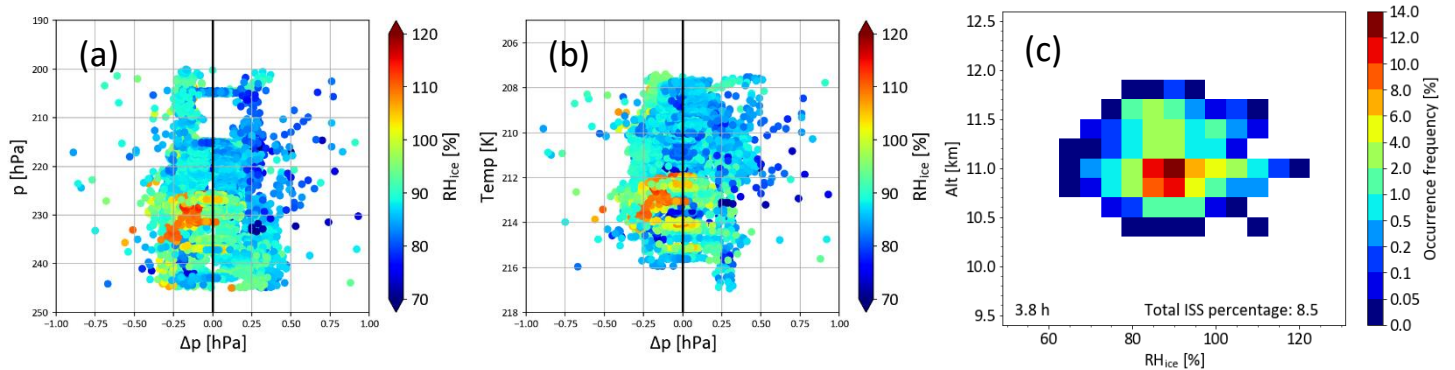 (a)
190
200
210
220
230
240
250
p [hPa]
−1.00 −0.75 −0.50 −0.25 0.00 0.25 0.50 0.75 1.00
Δp [hPa]
120
110
100
90
80
70
RH_Ice [%]
(b)
206
208
210
212
214
216
218
Temp [K]
−1.00 −0.75 −0.50 −0.25 0.00 0.25 0.50 0.75 1.00
Δp [hPa]
120
110
100
90
80
70
RH_Ice [%]
(c)
12.5
12.0
11.5
11.0
10.5
10.0
9.5
Alt [km]
3.8 h Total ISS percentage: 8.5
60 80 100 120
RH_ice [%]
14.0
12.0
10.0
8.0
6.0
4.0
2.0
1.0
0.5
0.2
0.1
0.05
0.0
Occurrence frequency [%]